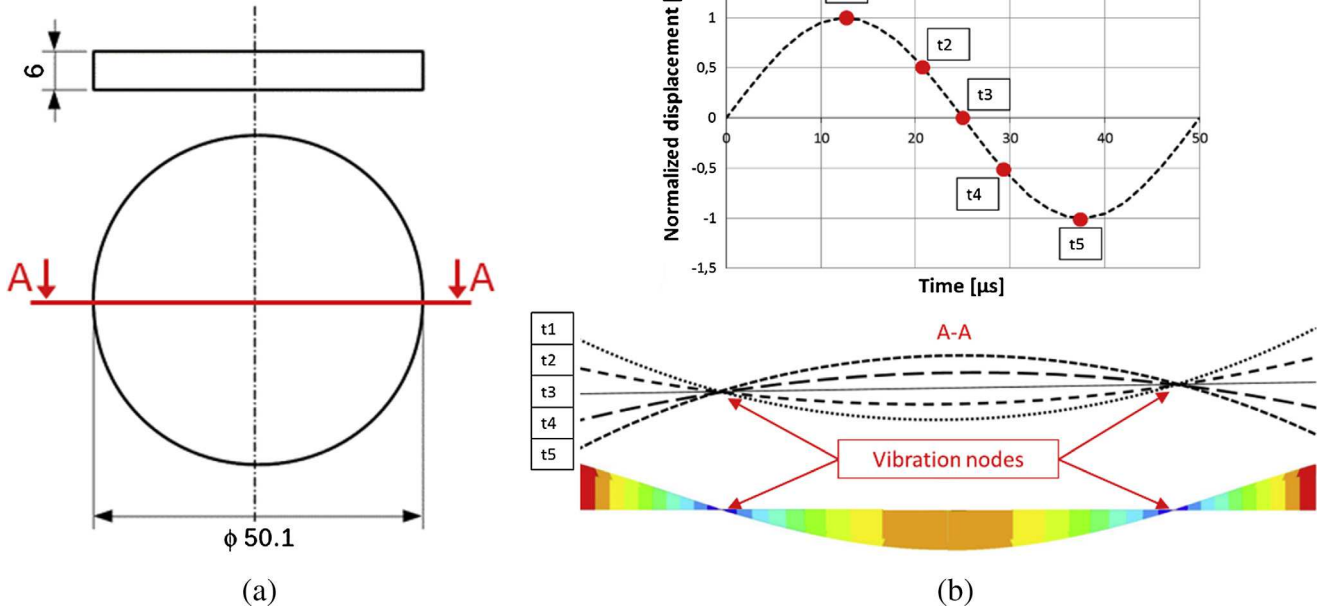 6
A
A
ϕ 50.1
(a)
Normalized displacement [
1
0,5
0
-0,5
-1
-1,5
10
20
30
40
50
0
t2
t3
t4
t5
Time [µs]
A-A
t1
t2
t3
t4
t5
Vibration nodes
(b)